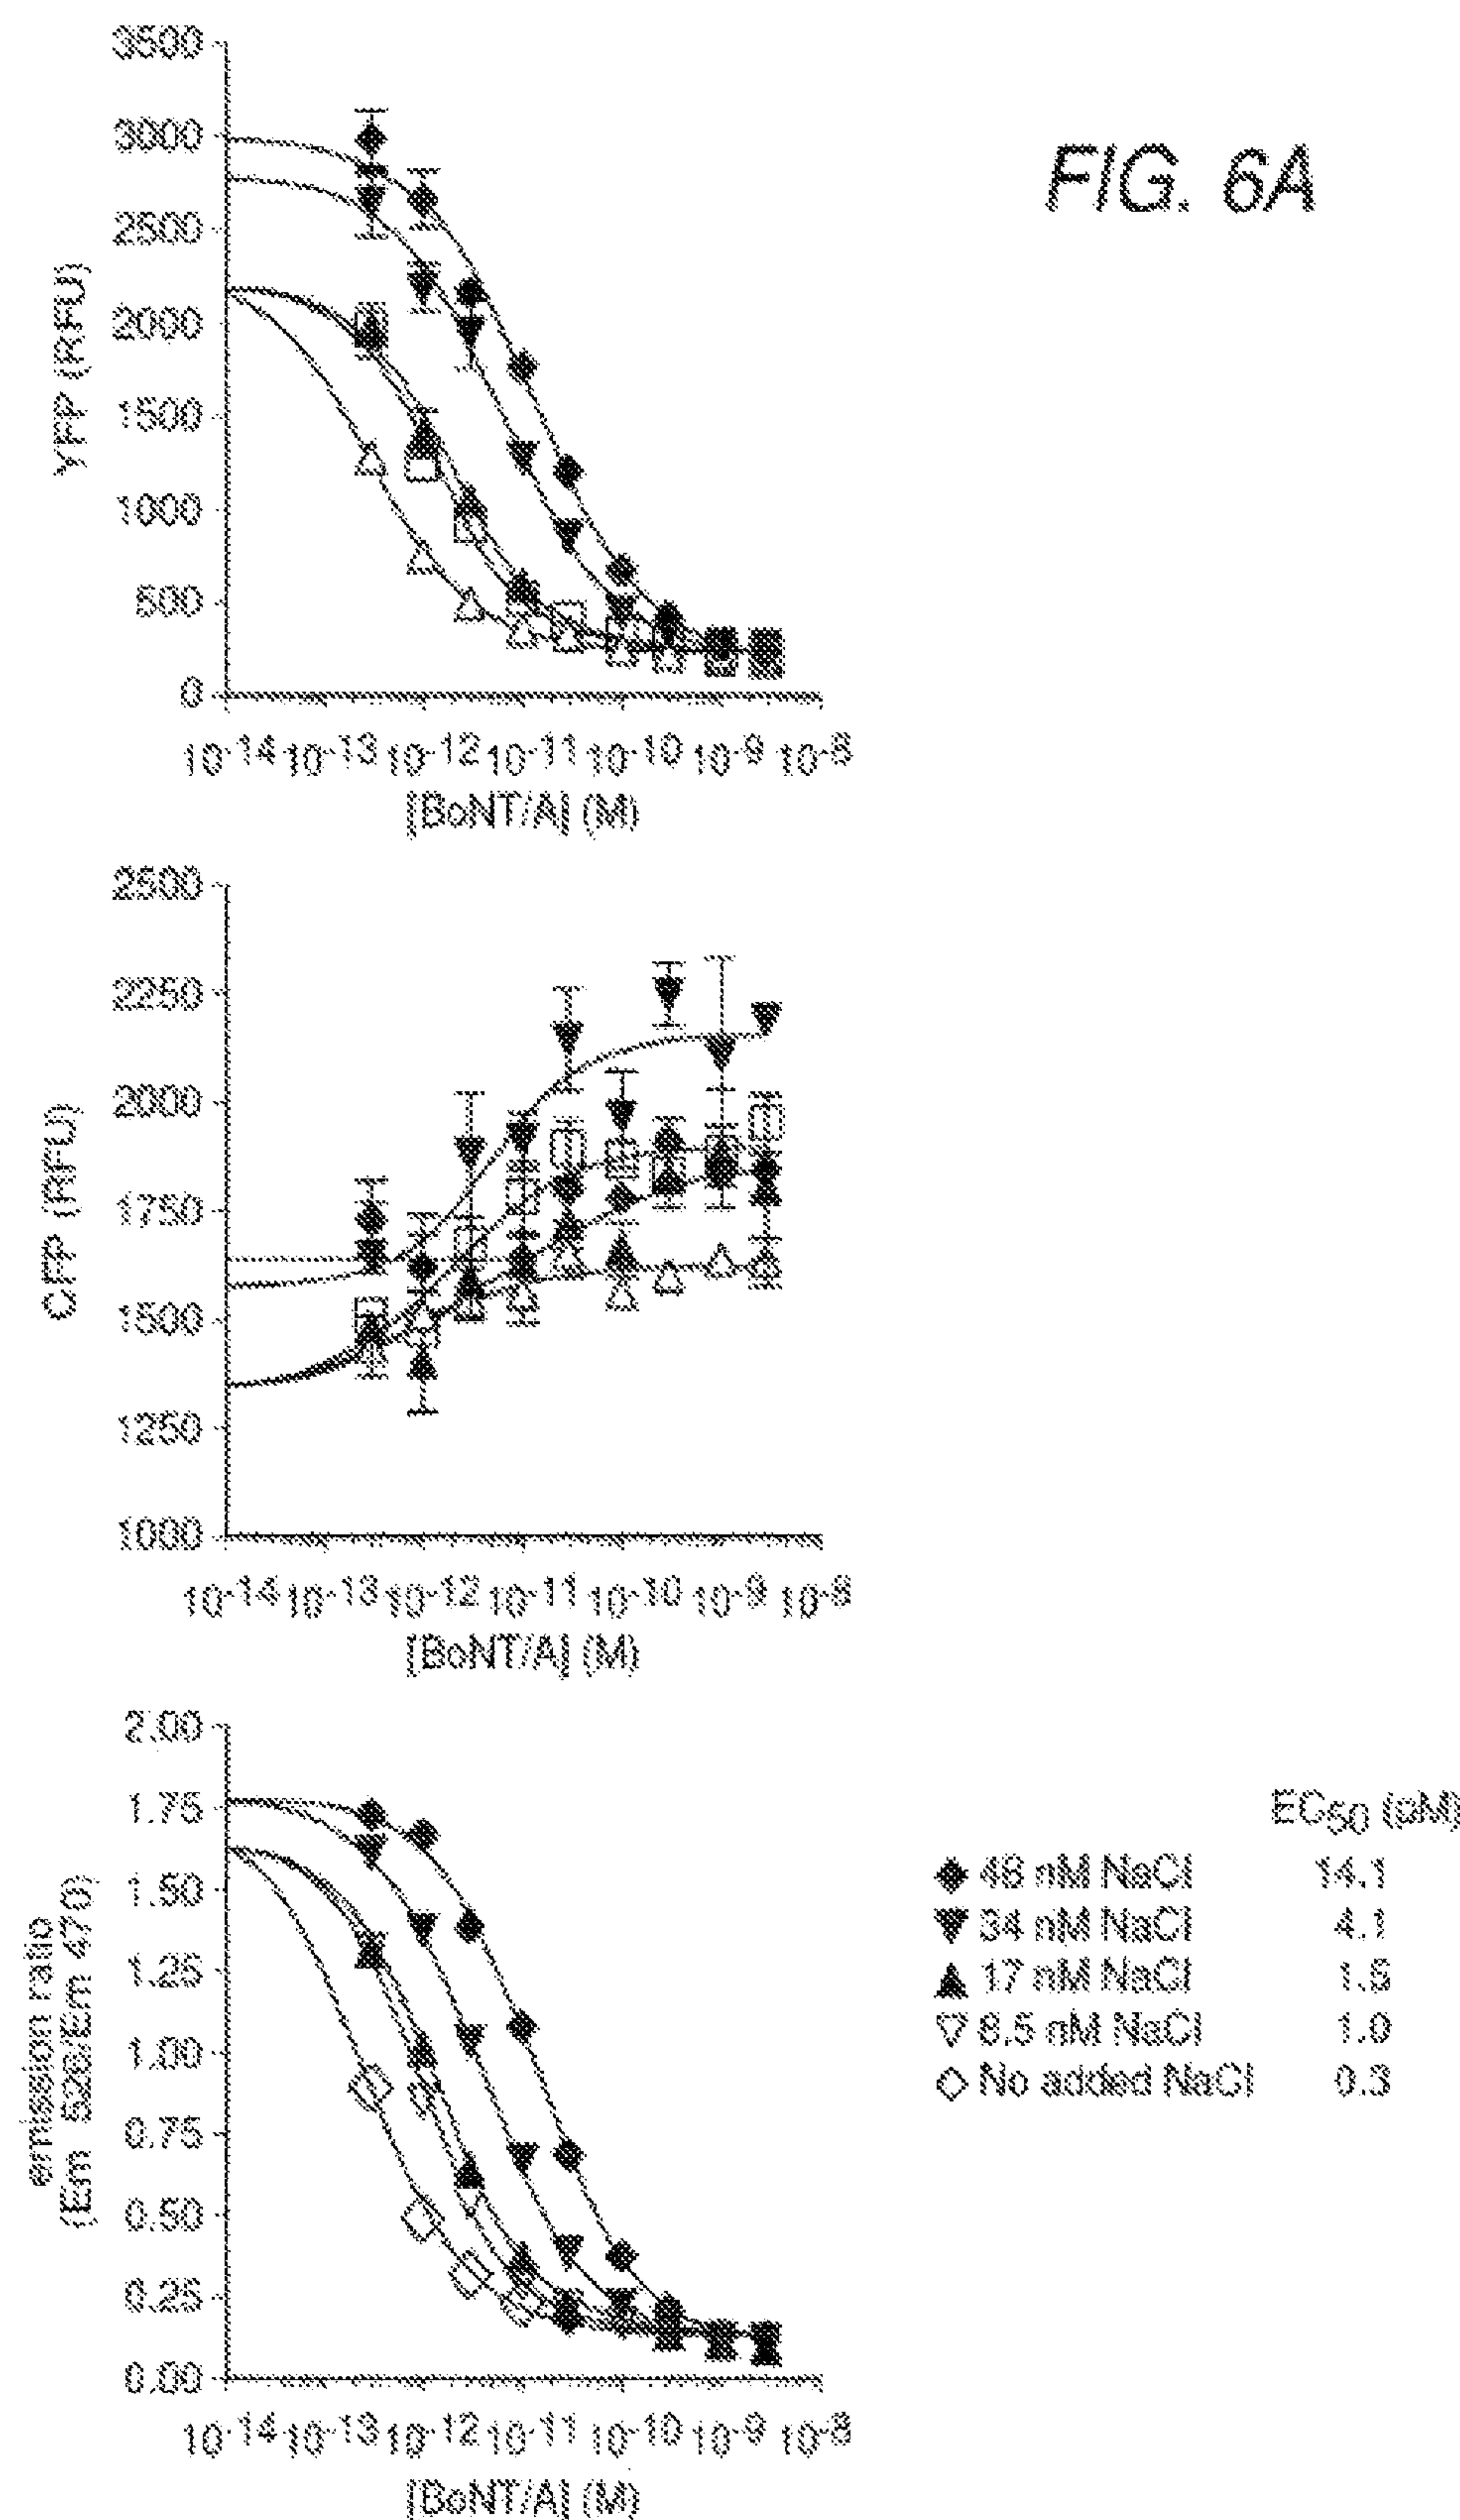 FIG. 6A
3500
3000
2500
2000
1500
1000
500
0
YFP (RFU)
10-14 10-13 10-12 10-11 10-10 10-9 10-8
[BoNT/A] (M)
2500
2250
2000
1750
1500
1250
1000
CFP (RFU)
10-14 10-13 10-12 10-11 10-10 10-9 10-8
[BoNT/A] (M)
2.00
1.75
1.50
1.25
1.00
0.75
0.50
0.25
0.00
emission ratio
(Em 526/Em 470)
10-14 10-13 10-12 10-11 10-10 10-9 10-8
[BoNT/A] (M)
EC50 (pM)
nM NaCl 14.1
34 nM NaCl 4.1
17 nM NaCl
nM NaCl 1.0
No added NaCl 0.3